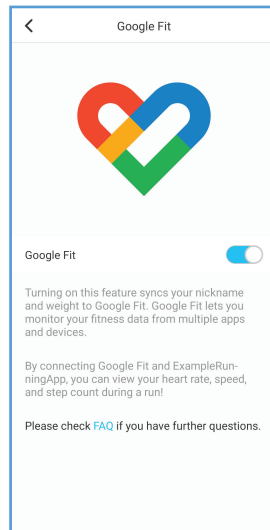 Google Fit
Google Fit
Turning on this feature syncs your nickname
and weight to Google Fit. Google Fit lets you
monitor your fitness data from multiple apps
and devices.
By connecting Google Fit and ExampleRun-
ningApp, you can view your heart rate, speed,
and step count during a run!
Please check FAQ if you have further questions.